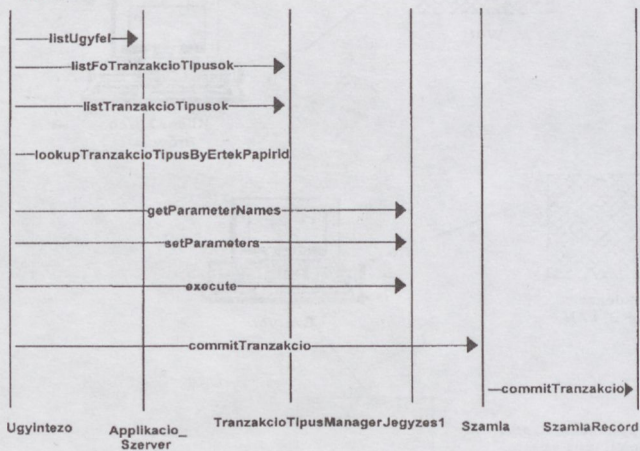 listUgyfel
listFoTranzakcioTipusok
listTranzakcioTipusok
lookupTranzakcioTipusByErtekPapirId
getParameterNames
setParameters
execute
commitTranzakcio
commitTranzakcio
Ugyintezo
Applikacio_
Szerver
TranzakcioTipusManager
Jegyzes1
Szamla
SzamlaRecord